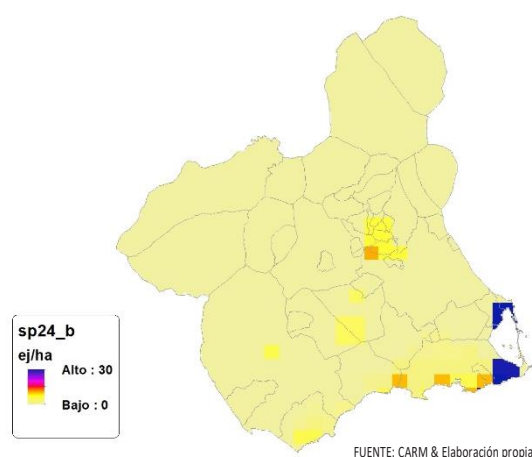 sp24_b
ej/ha
Alto : 30
Bajo : 0
FUENTE: CARM & Elaboración propia